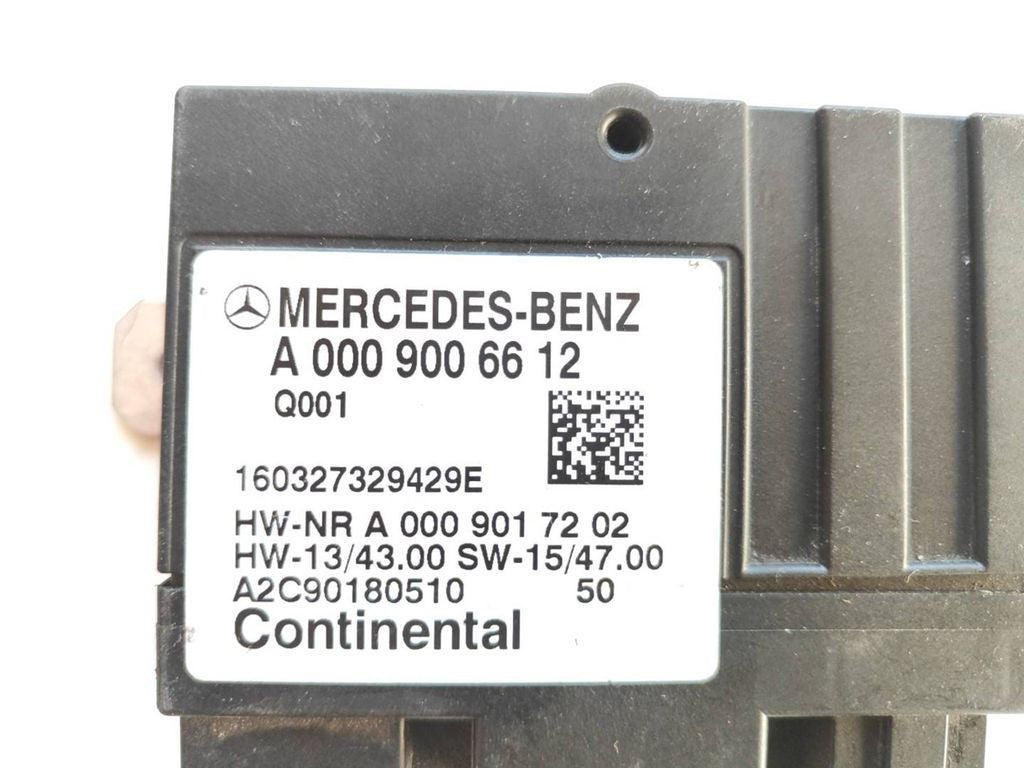 MERCEDES-BENZ
A 000 900 66 12
Q001
160327329429E
HW-NR A 000 901 72 02
HW-13/43.00 SW-15/47.00
A2C90180510 50
Continental